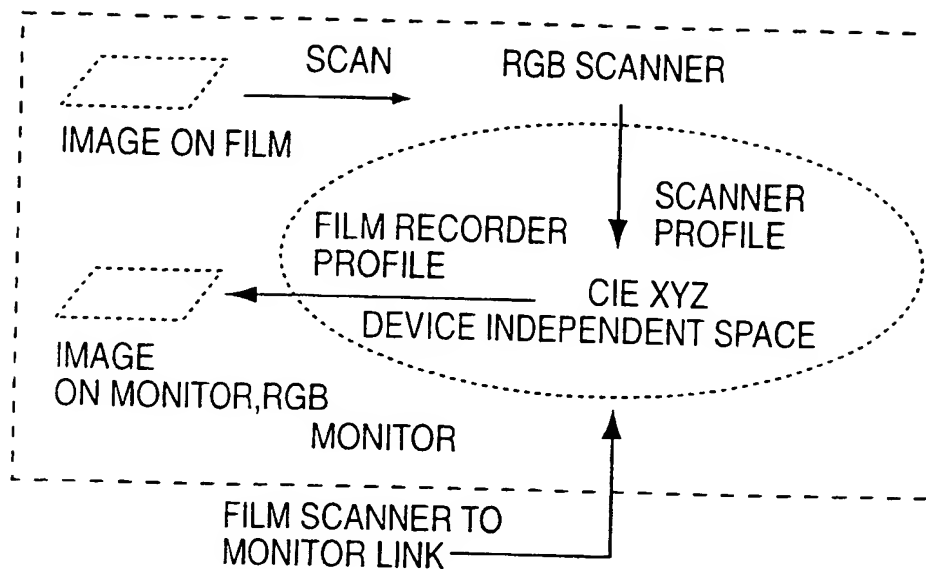 SCAN
RGB SCANNER
IMAGE ON FILM
SCANNER
PROFILE
FILM RECORDER
PROFILE
CIE XYZ
DEVICE INDEPENDENT SPACE
IMAGE
ON MONITOR,RGB
MONITOR
FILM SCANNER TO
MONITOR LINK